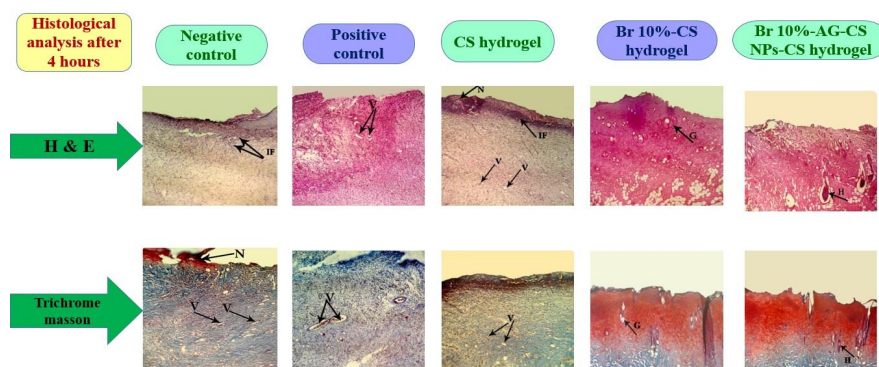 Histological
analysis after
4 hours
Negative
control
Positive
control
CS hydrogel
Br 10%-CS
hydrogel
Br 10%-AG-CS
NPs-CS hydrogel
H & E
IF
V
N
IF
V V
G
H
Trichrome
masson
N
V V
V
V
G
H